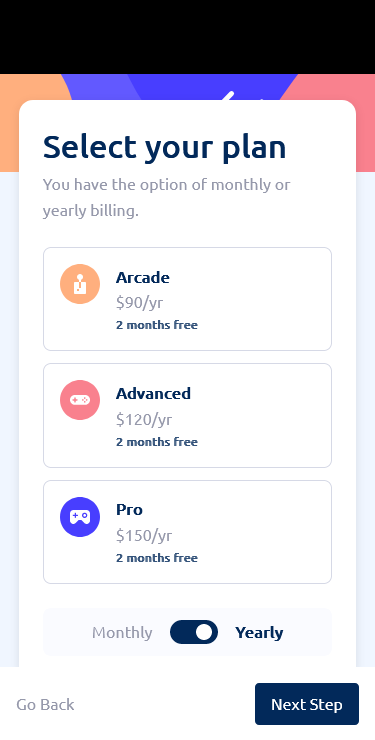 Select your plan
You have the option of monthly or
yearly billing.
Arcade
$90/yr
2 months free
Advanced
$120/yr
2 months free
Pro
$150/yr
2 months free
Monthly Yearly
Go Back Next Step